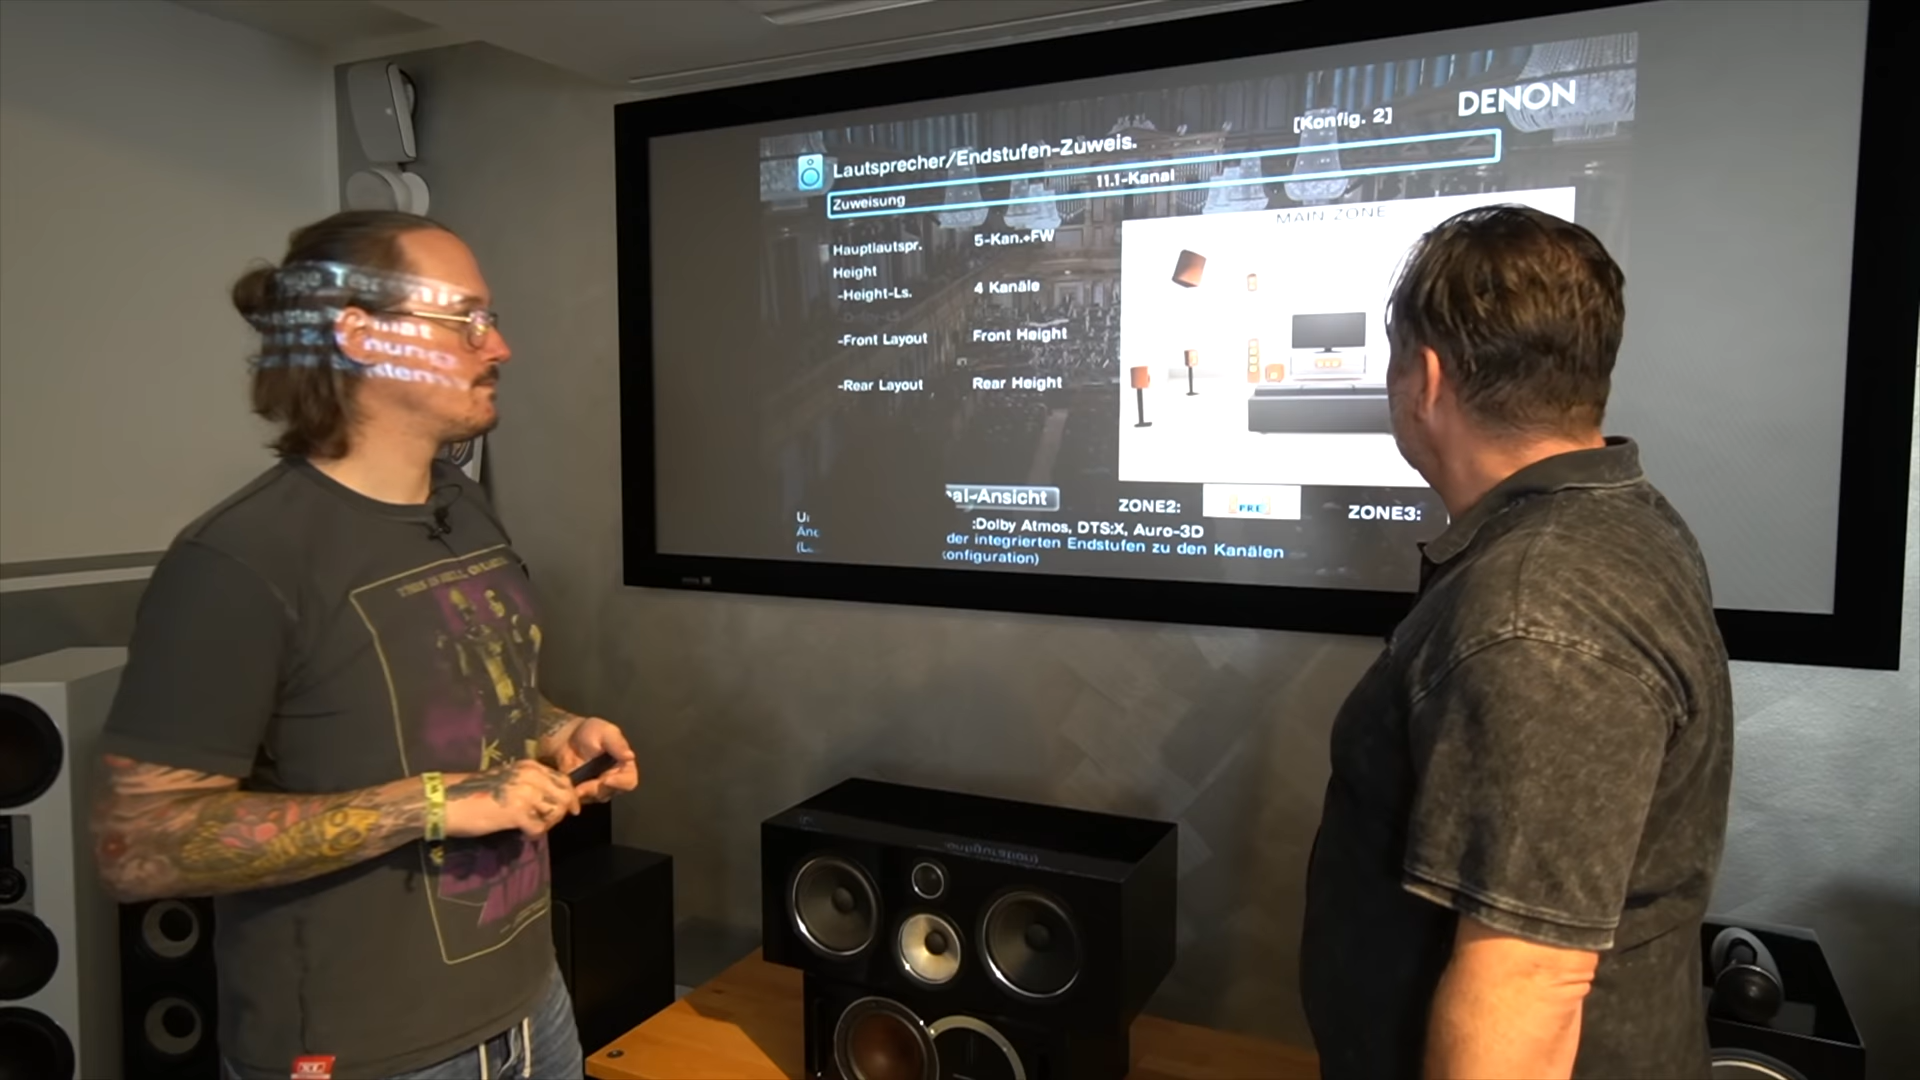 DENON
[Konfig. 2]
Lautsprecher/Endstufen-Zuweis.
Zuweisung
11.1-Kanal
MAIN ZONE
Hauptlautspr.
5-Kan.+FW
Height
-Height-Ls.
4 Kanäle
-Front Layout
Front Height
-Rear Layout
Rear Height
al-Ansicht
ZONE2:
PRE
ZONE3:
:Dolby Atmos, DTS:X, Auro-3D
der integrierten Endstufen zu den Kanälen
onfiguration)